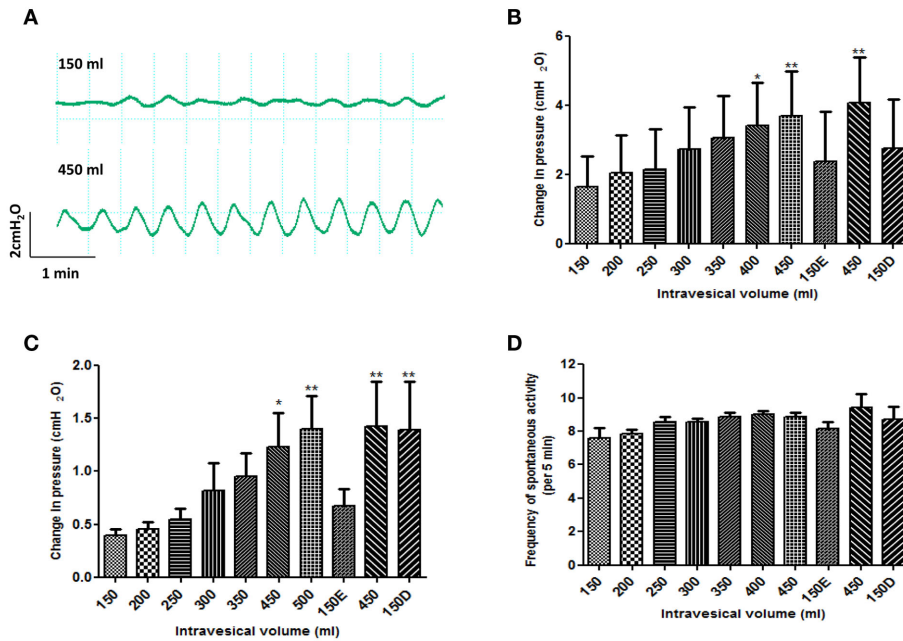 A
150 ml
450 ml
2cmH2O
1 min
B
Change In pressure (cmH 2O)
6
4
2
0
*
**
**
150 200 250 300 350 400 450 150E 450 150D
Intravesical volume (ml)
C
Change In pressure (cmH 2O)
2.0
1.5
1.0
0.5
0.0
*
**
**
**
150 200 250 300 350 450 500 150E 450 150D
Intravesical volume (ml)
D
Frequency of spontaneous activity
(per 5 min)
12
10
8
6
4
2
0
150 200 250 300 350 400 450 150E 450 150D
Intravesical volume (ml)